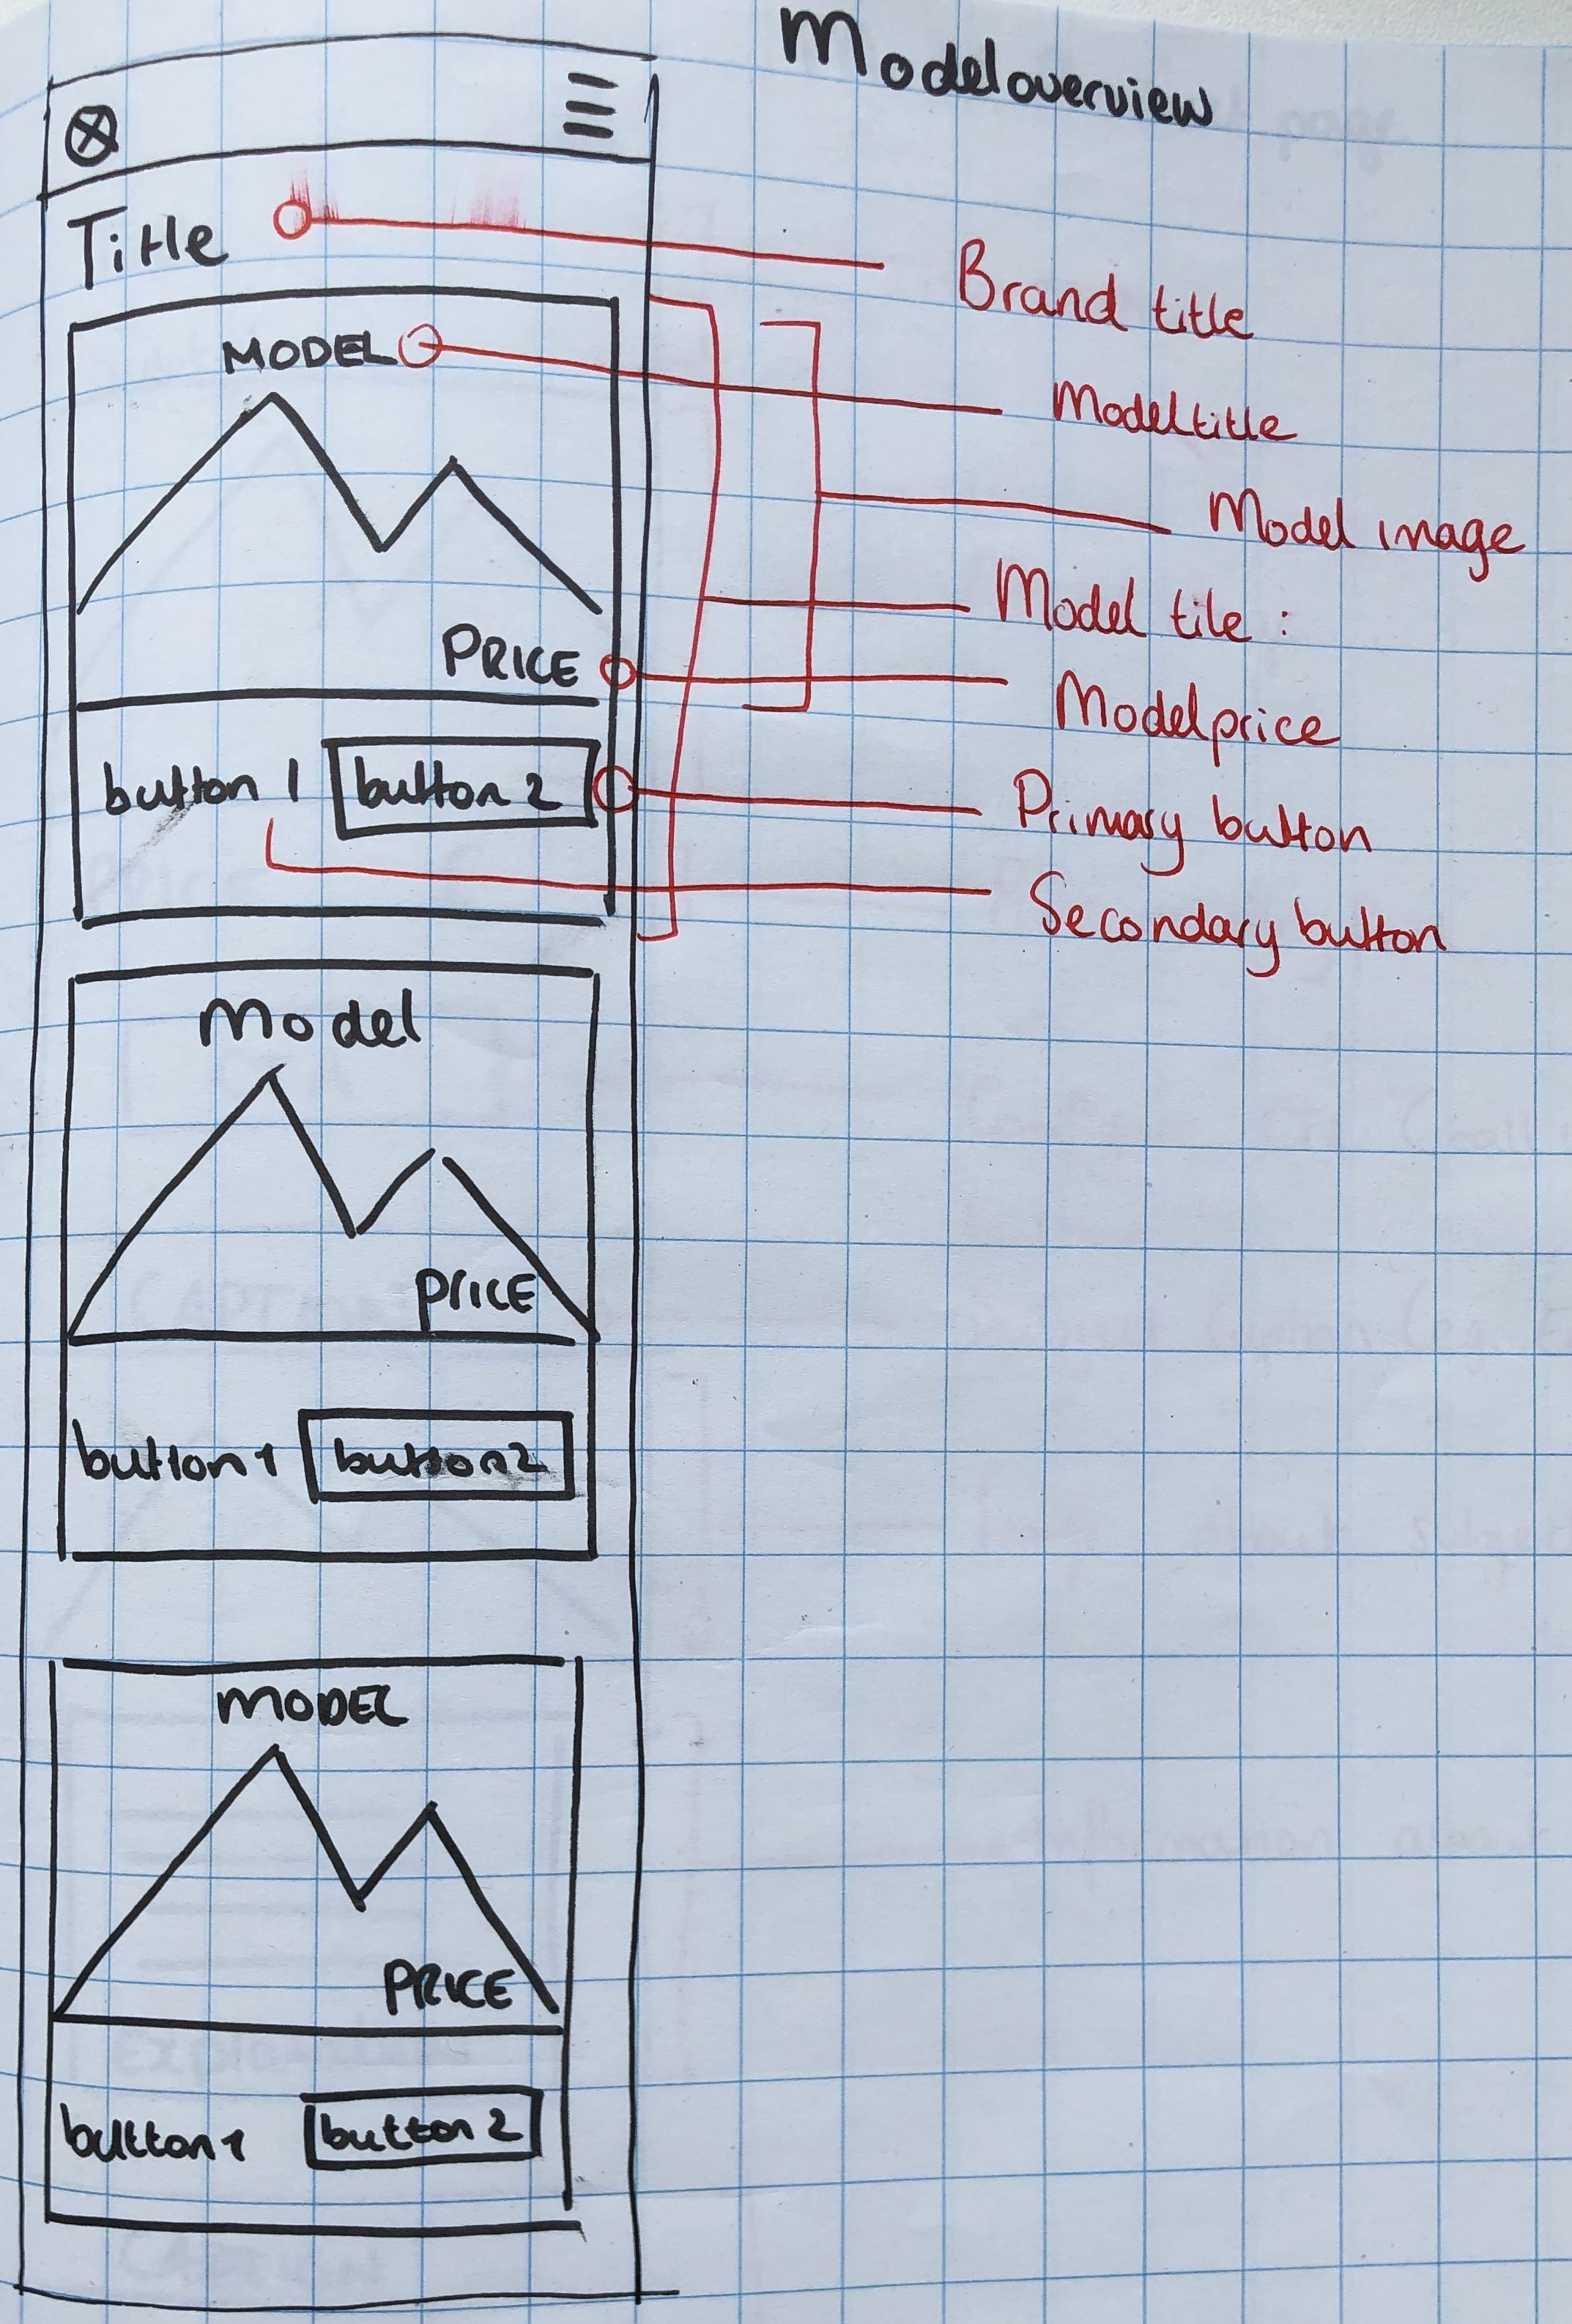 Modeloverview
Title
Brand title
MODEL
Modeltitle
Model image
Model tile :
PRICE
Modelprice
button 1
button 2
Primary button
Secondary button
Model
PRICE
button 1
button 2
MODEL
PRICE
button 1
button 2